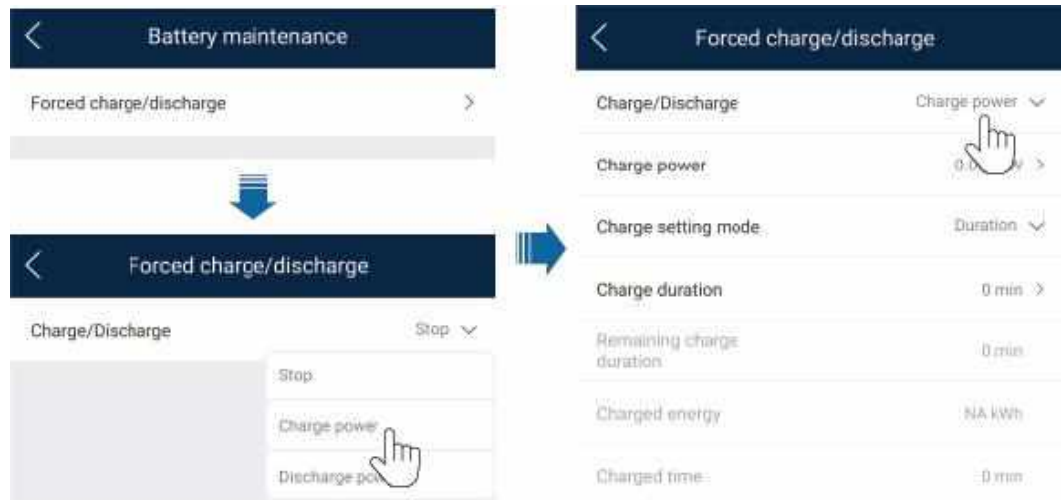 Battery maintenance
Forced charge/discharge
Forced charge/discharge
Charge/Discharge Stop
Stop
Charge power
Discharge
Forced charge/discharge
Charge/Discharge Charge power
Charge power
Charge setting mode Duration
Charge duration 0 min
Remaining charge
duration 0 min
Charged energy NA kWh
Charged time 0 min